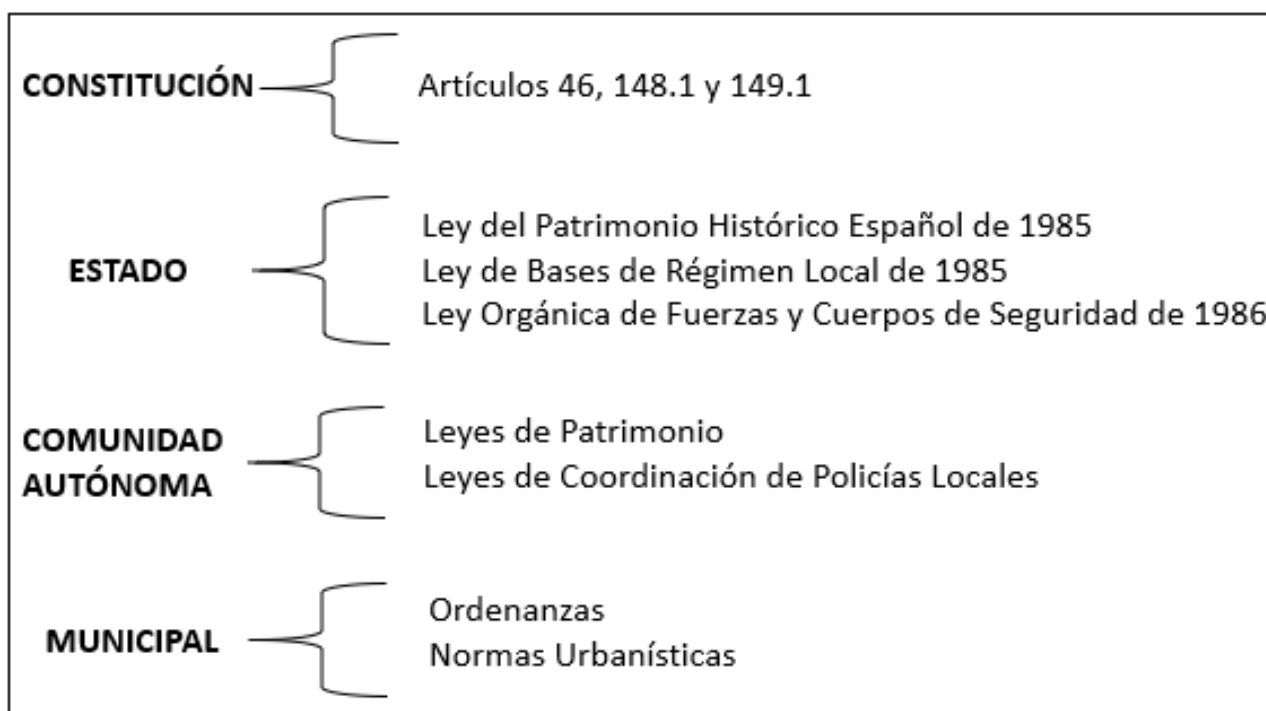 CONSTITUCIÓN
Artículos 46, 148.1 y 149.1
ESTADO
Ley del Patrimonio Histórico Español de 1985
Ley de Bases de Régimen Local de 1985
Ley Orgánica de Fuerzas y Cuerpos de Seguridad de 1986
COMUNIDAD
AUTÓNOMA
Leyes de Patrimonio
Leyes de Coordinación de Policías Locales
MUNICIPAL
Ordenanzas
Normas Urbanísticas